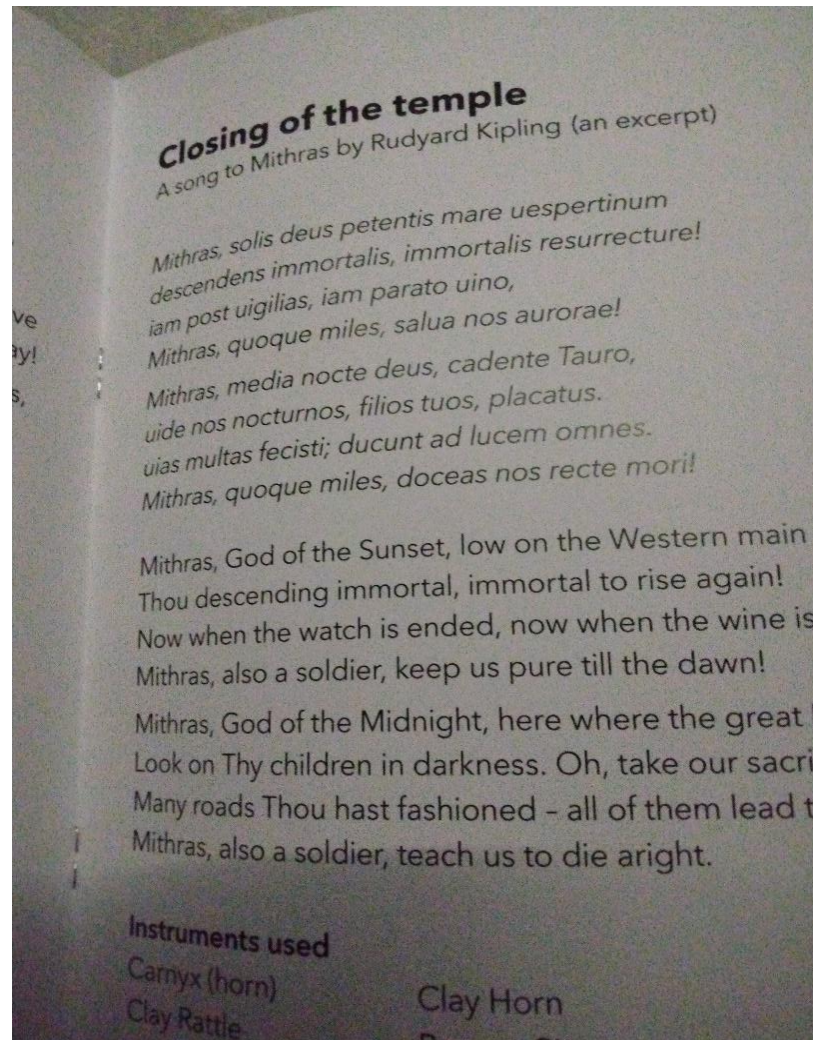 Closing of the temple
A song to Mithras by Rudyard Kipling (an excerpt)
Mithras, solis deus petentis mare uespertinum
descendens immortalis, immortalis resurrecture!
iam post uigilias, iam parato uino,
Mithras, quoque miles, salua nos aurorae!
Mithras, media nocte deus, cadente Tauro,
uide nos nocturnos, filios tuos, placatus.
uias multas fecisti; ducunt ad lucem omnes.
Mithras, quoque miles, doceas nos recte mori!
Mithras, God of the Sunset, low on the Western main
Thou descending immortal, immortal to rise again!
Now when the watch is ended, now when the wine is
Mithras, also a soldier, keep us pure till the dawn!
Mithras, God of the Midnight, here where the great
Look on Thy children in darkness. Oh, take our
Many roads Thou hast fashioned – all of them lead
Mithras, also a soldier, teach us to die aright.
Instruments used
Carnyx (horn)
Clay Horn
Clay Rattle